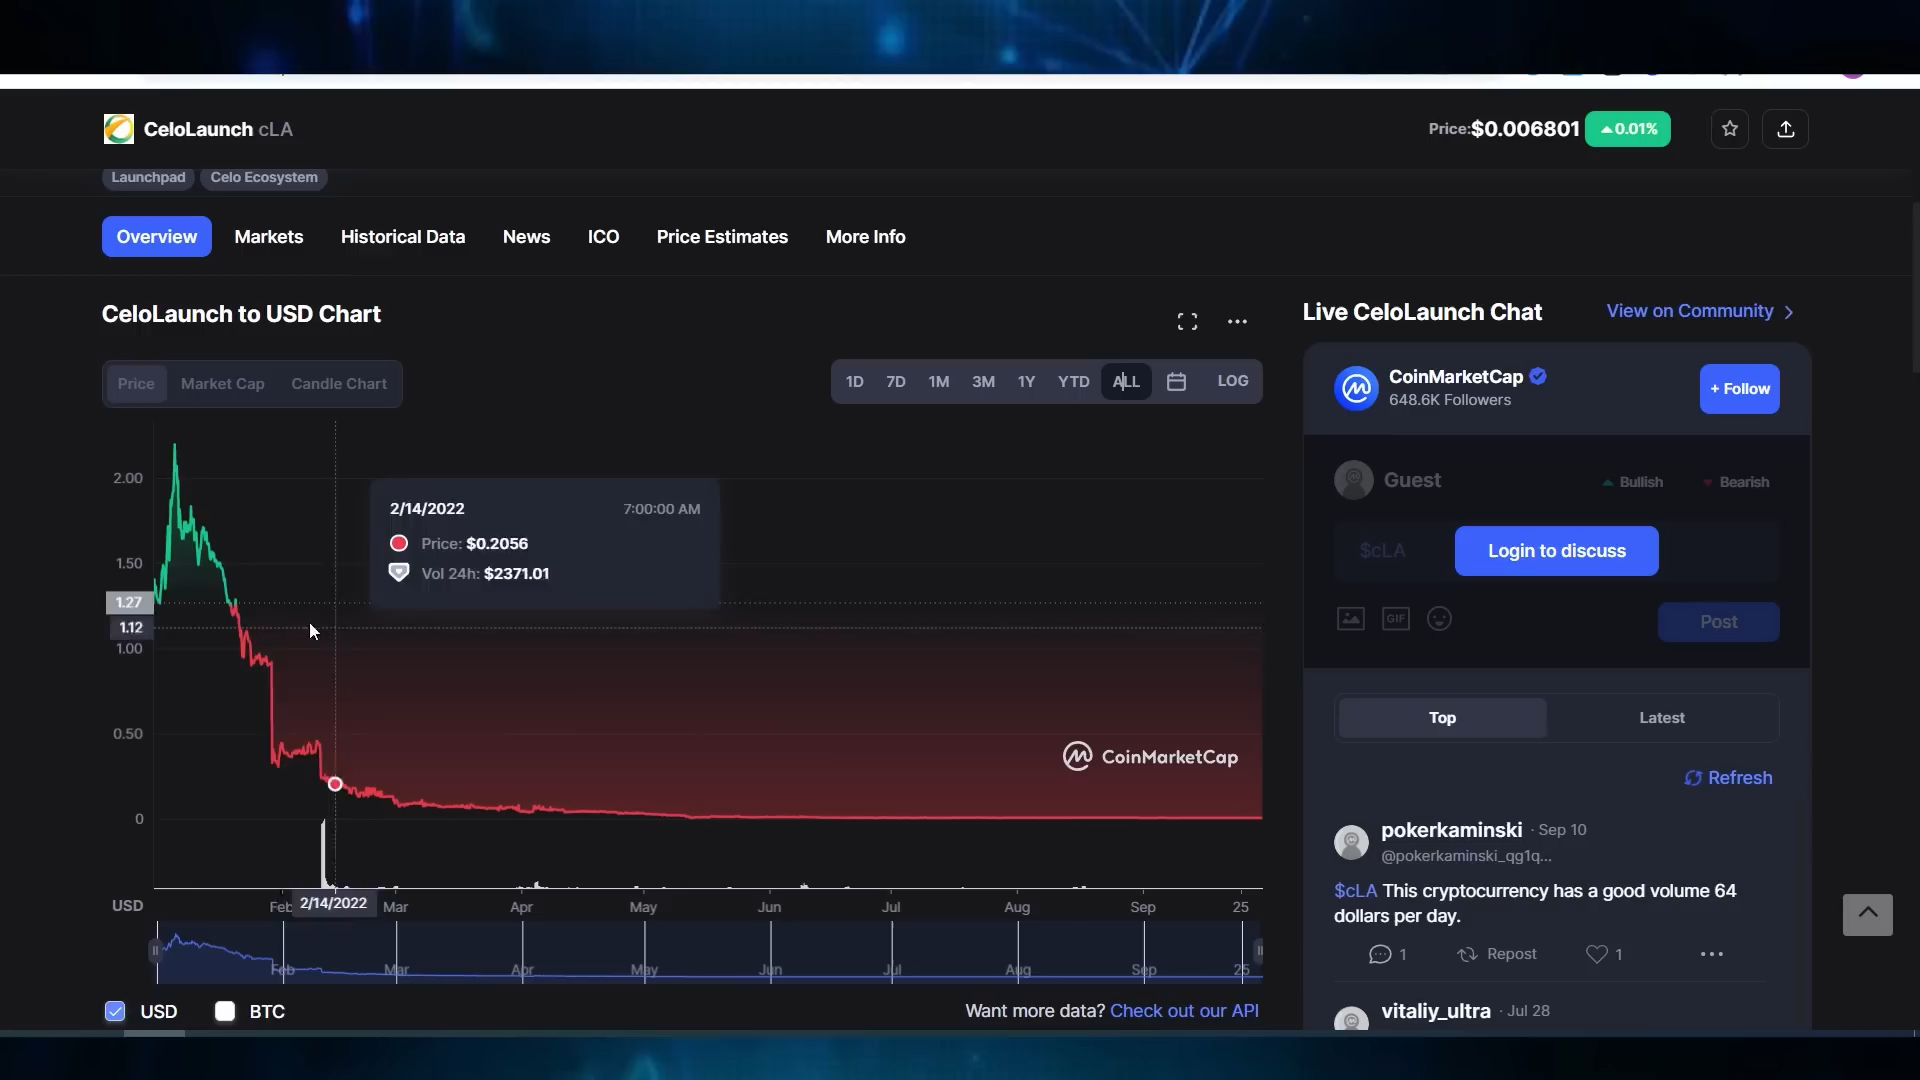 CeloLaunch cLA
Price:$0.006801 0.01%
Launchpad Celo Ecosystem
Overview Markets Historical Data News ICO Price Estimates More Info
CeloLaunch to USD Chart
Price Market Cap Candle Chart
1D 7D 1M 3M 1Y YTD ALL LOG
2.00
1.50
1.27
1.12
1.00
0.50
0
2/14/2022 7:00:00 AM
Price: $0.2056
Vol 24h: $2371.01
CoinMarketCap
USD Feb 2/14/2022 Mar Apr May Jun Jul Aug Sep 25
Feb Mar Apr May Jun Jul Aug Sep 25
USD BTC
Want more data? Check out our API
Live CeloLaunch Chat View on Community
CoinMarketCap
648.6K Followers
+ Follow
Guest Bullish Bearish
$cLA Login to discuss
GIF Post
Top Latest
Refresh
pokerkaminski · Sep 10
@pokerkaminski_qg1q...
$cLA This cryptocurrency has a good volume 64
dollars per day.
1 Repost 1
vitaliy_ultra · Jul 28